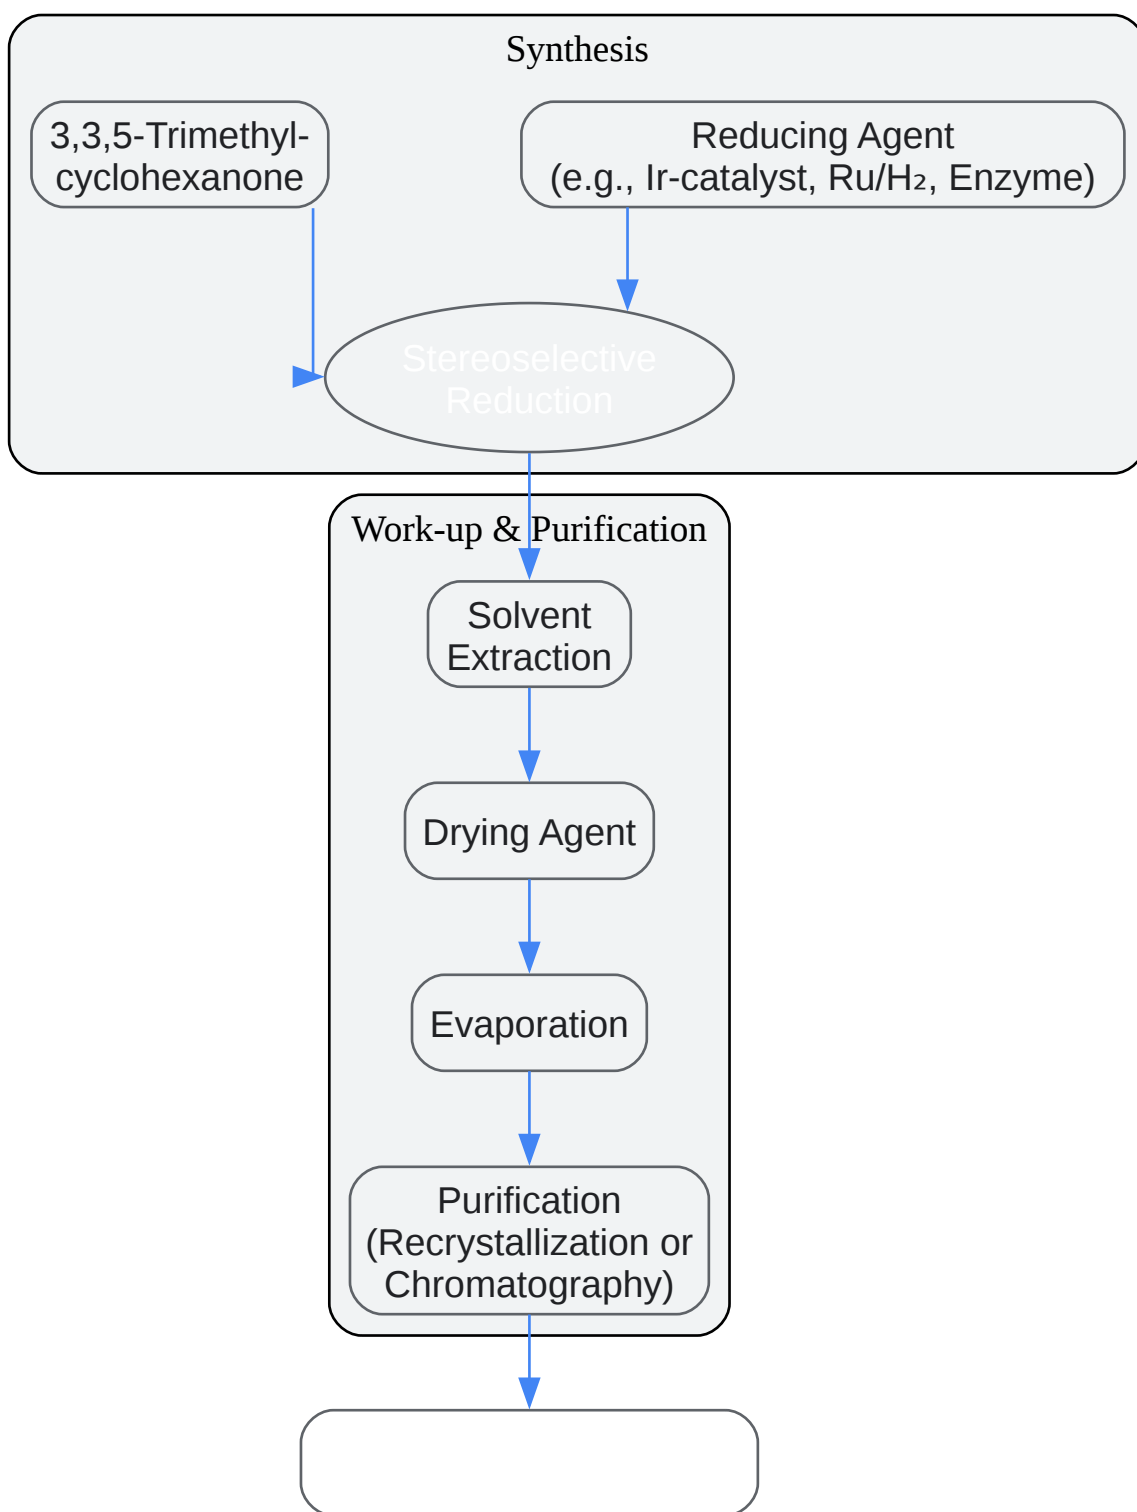 Synthesis
3,3,5-Trimethyl-
cyclohexanone
Reducing Agent
(e.g., Ir-catalyst, Ru/H₂, Enzyme)
Stereoselective
Reduction
Work-up & Purification
Solvent
Extraction
Drying Agent
Evaporation
Purification
(Recrystallization or
Chromatography)